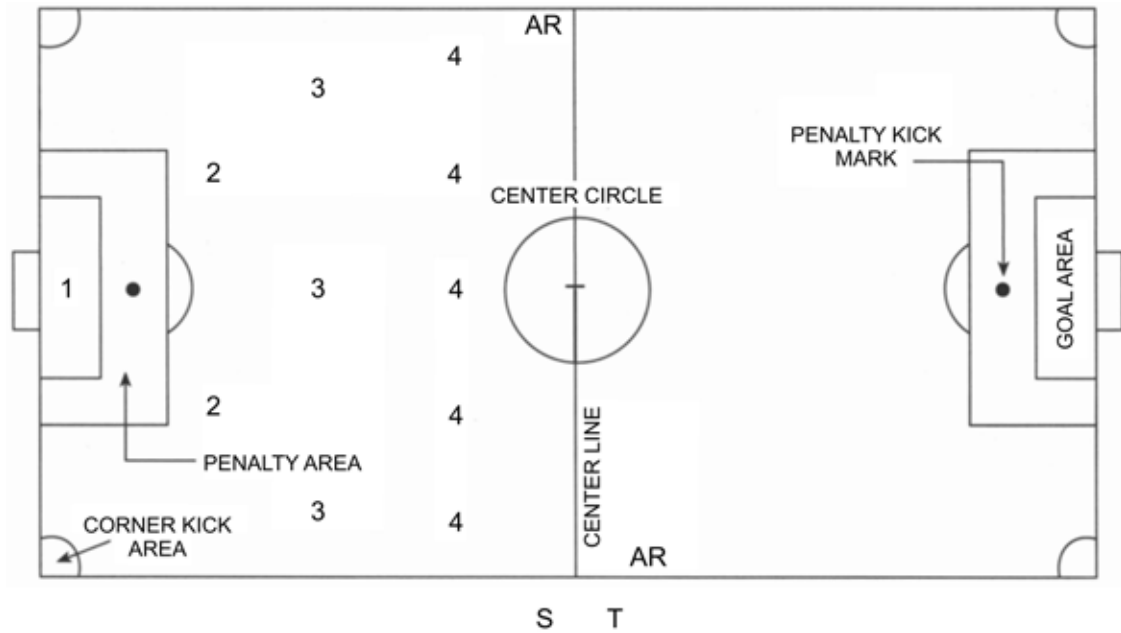 AR
4
3
PENALTY KICK
MARK
2
4
CENTER CIRCLE
1
3
4
GOAL AREA
2
4
CENTER LINE
PENALTY AREA
3
4
CORNER KICK
AREA
AR
S T